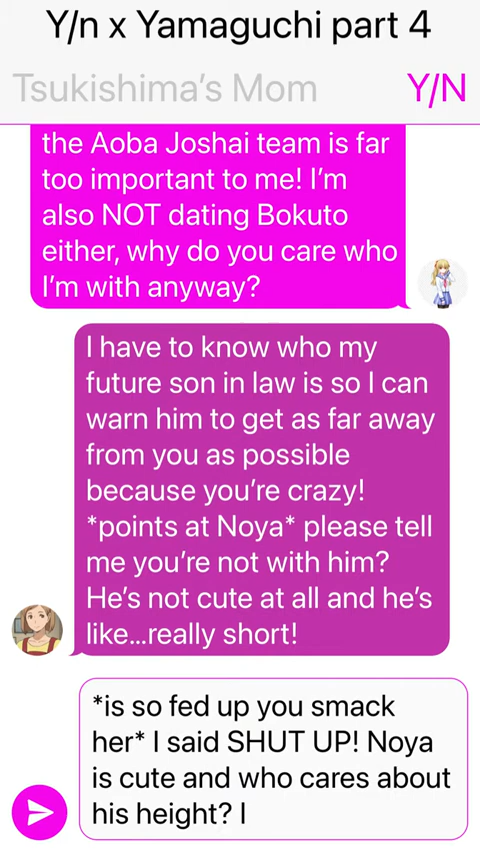 Y/n x Yamaguchi part 4
Tsukishima's Mom
Y/N
the Aoba Joshai team is far
too important to me! I'm
also NOT dating Bokuto
either, why do you care who
I'm with anyway?
I have to know who my
future son in law is so I can
warn him to get as far away
from you as possible
because you're crazy!
*points at Noya* please tell
me you're not with him?
He's not cute at all and he's
like...really short!
*is so fed up you smack
her* I said SHUT UP! Noya
is cute and who cares about
his height? I